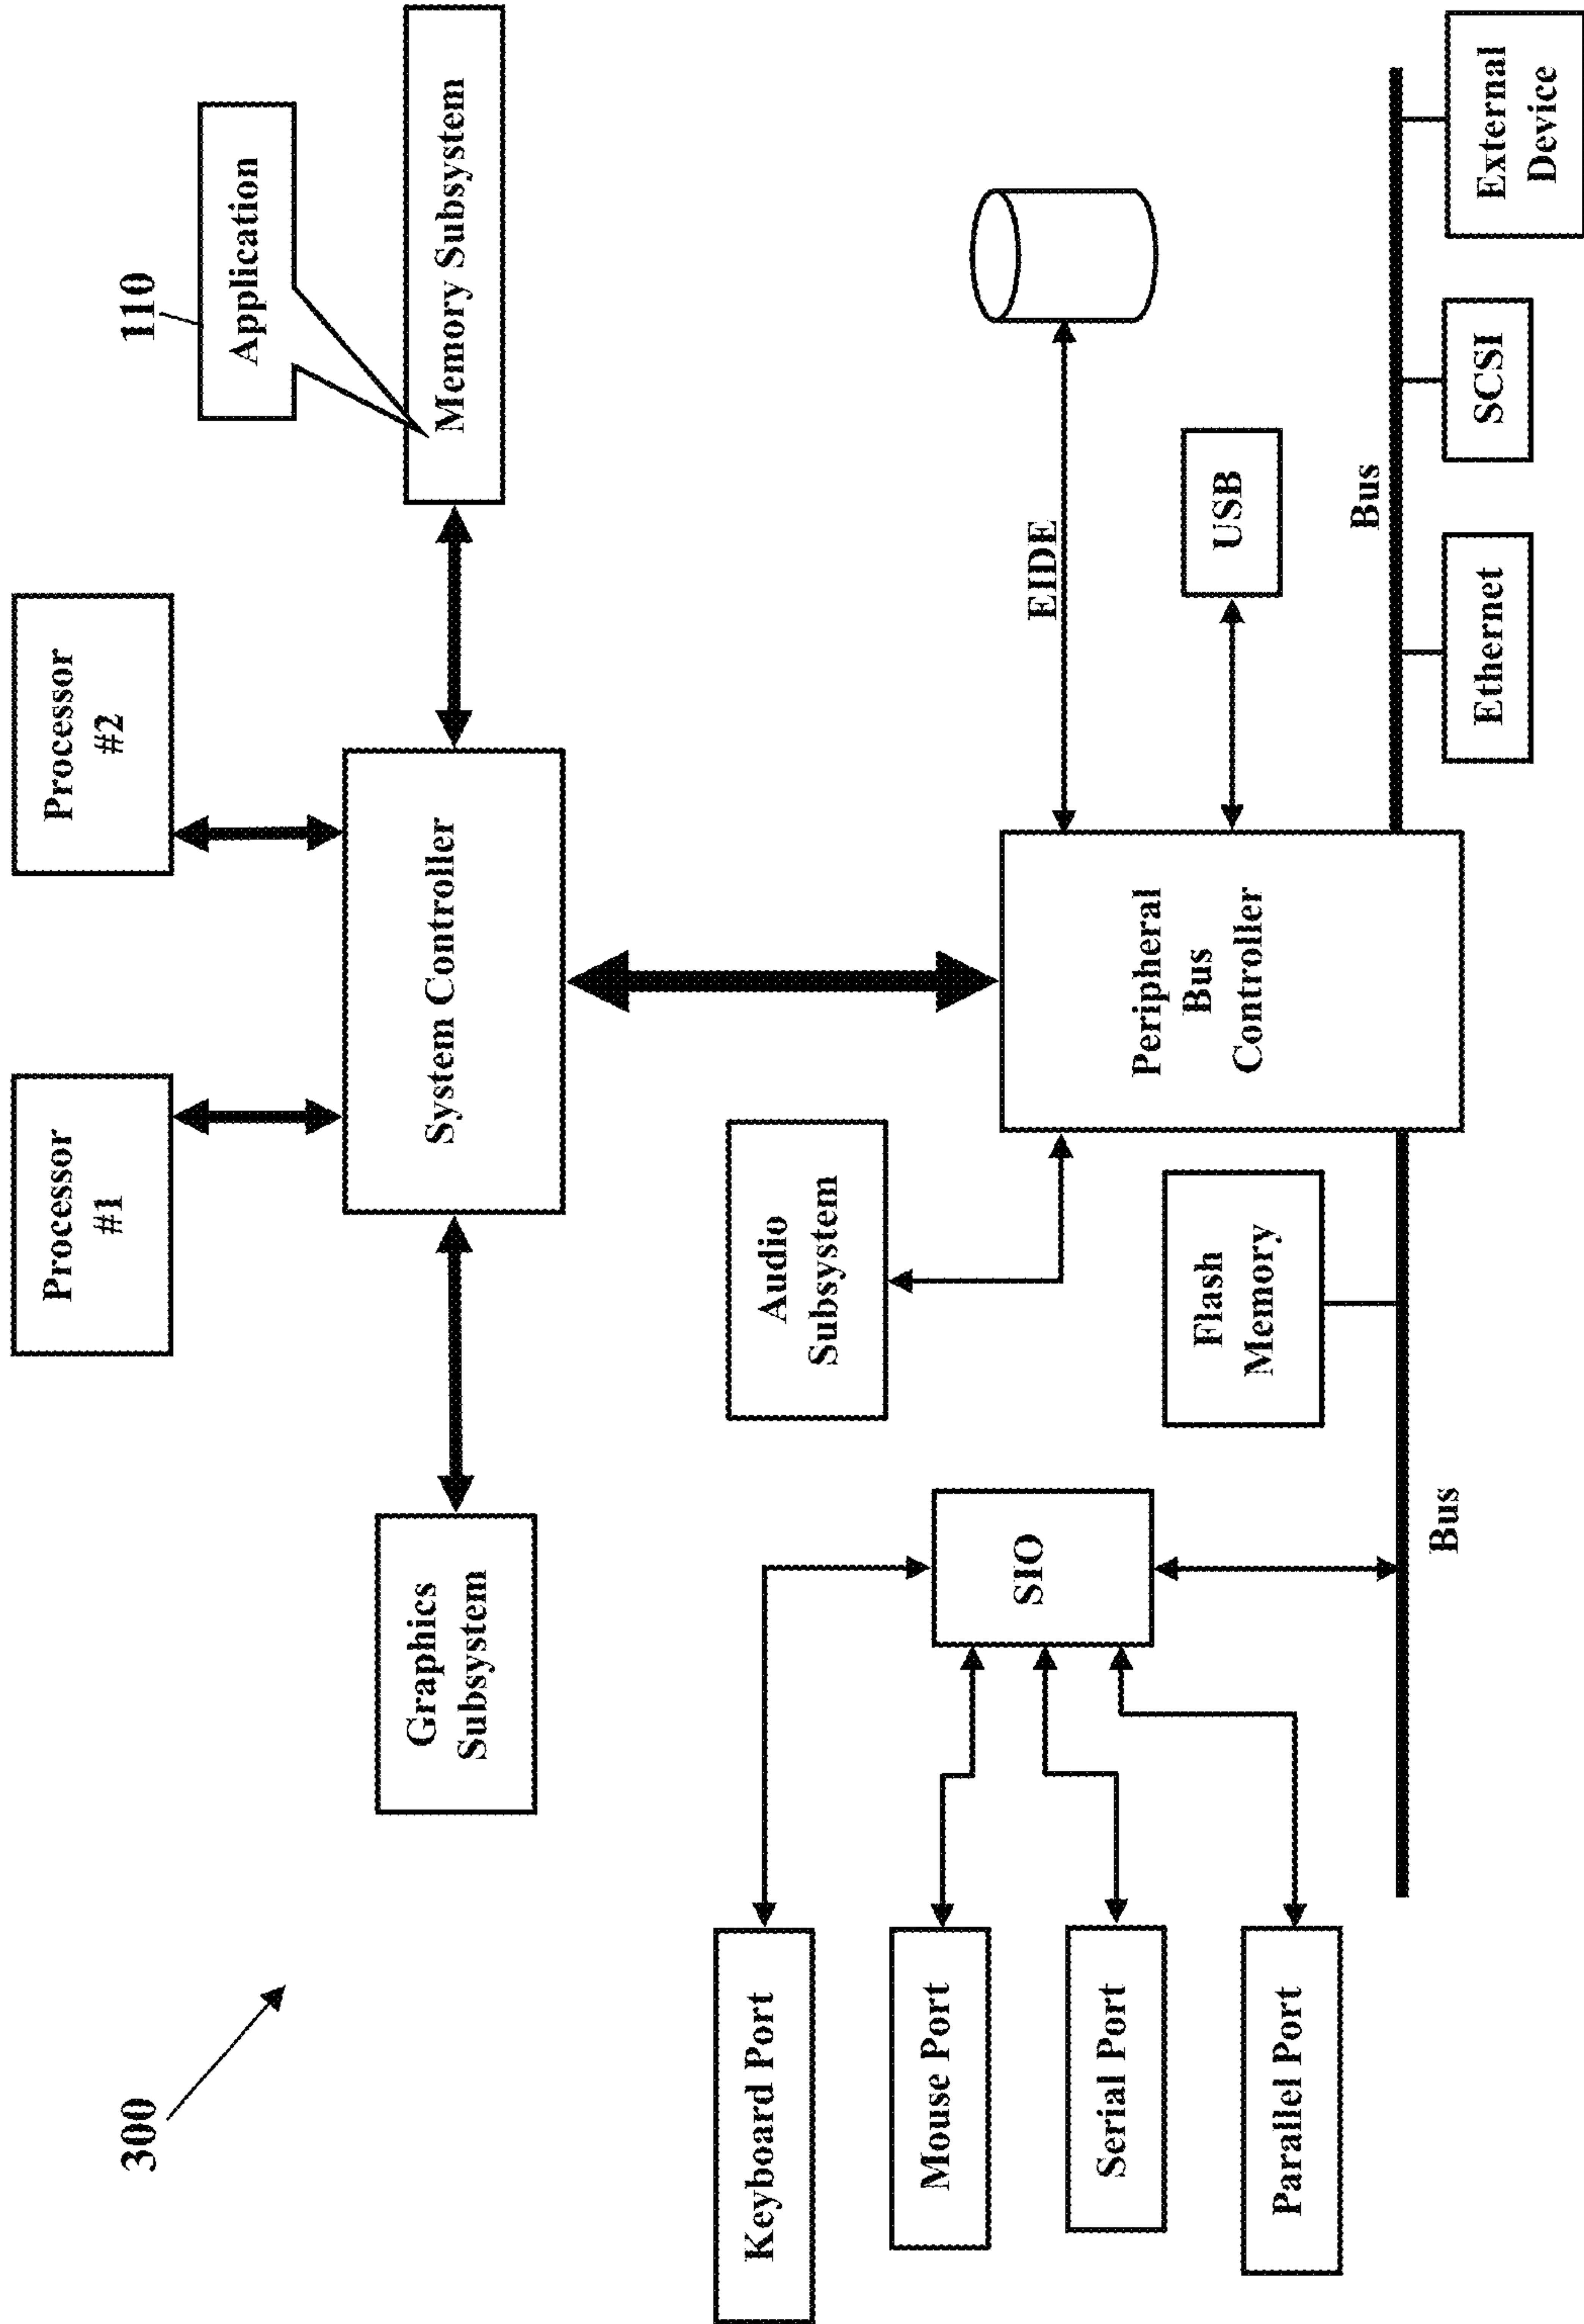 300
110
Processor
#1
Processor
#2
Application
Graphics
Subsystem
System Controller
Memory Subsystem
Keyboard Port
Mouse Port
Serial Port
Parallel Port
SIO
Audio
Subsystem
Flash
Memory
Peripheral
Bus
Controller
EIDE
USB
Bus
Bus
Ethernet
SCSI
External
Device